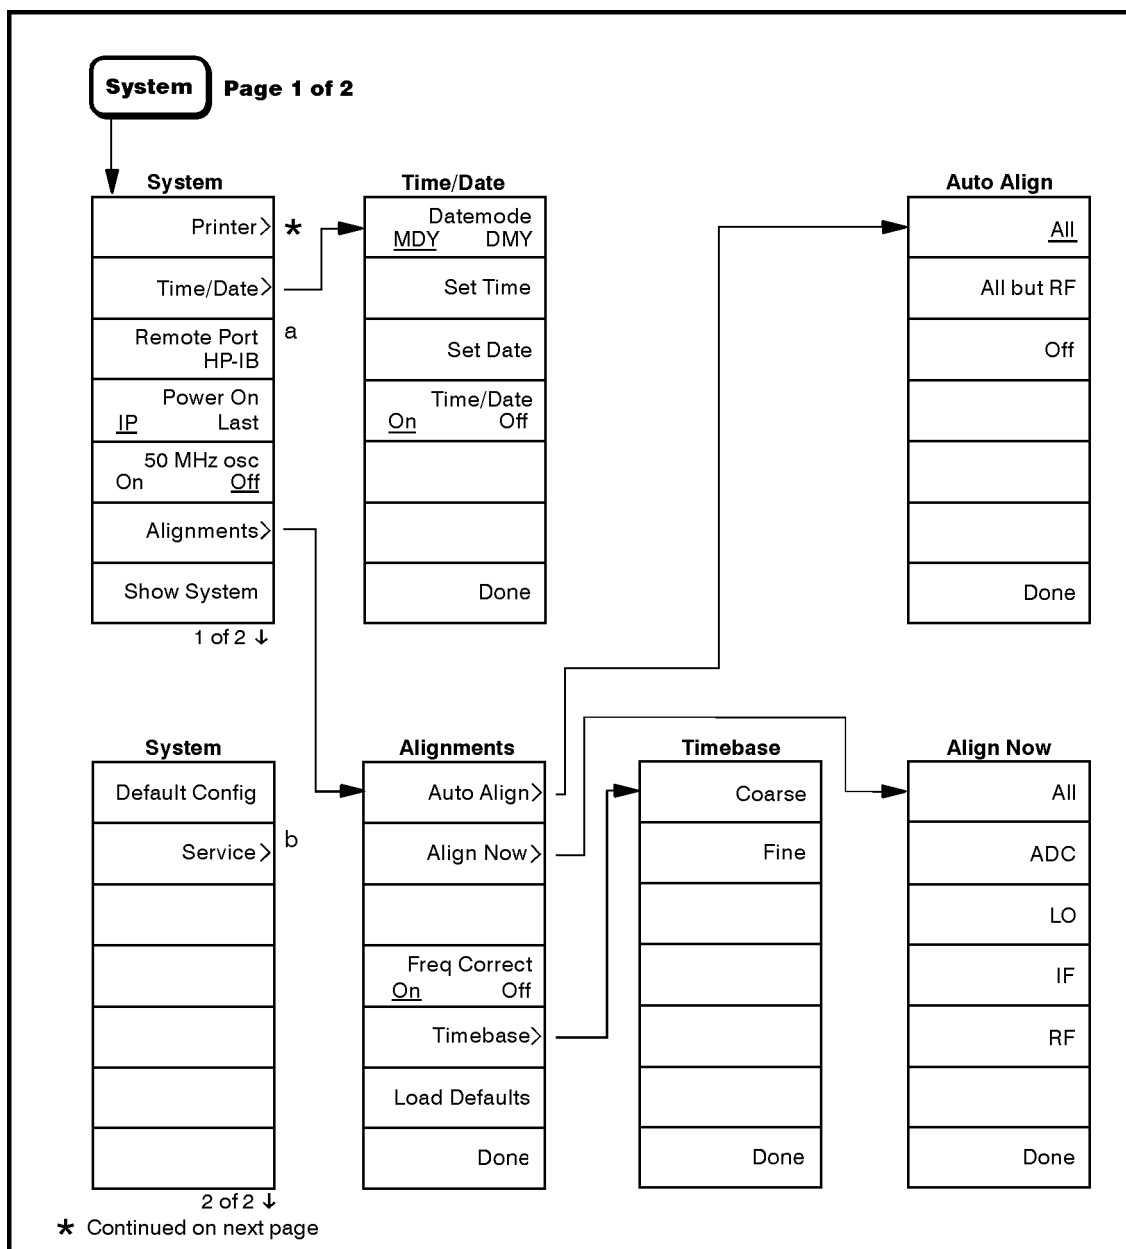 System Page 1 of 2
System
Printer> *
Time/Date>
Remote Port a
HP-IB
Power On
IP Last
50 MHz osc
On Off
Alignments>
Show System
1 of 2 ↓
Time/Date
Datemode
MDY DMY
Set Time
Set Date
Time/Date
On Off
Done
Auto Align
All
All but RF
Off
Done
System
Default Config
Service> b
2 of 2 ↓
Alignments
Auto Align>
Align Now>
Freq Correct
On Off
Timebase>
Load Defaults
Done
Timebase
Coarse
Fine
Done
Align Now
All
ADC
LO
IF
RF
Done
* Continued on next page